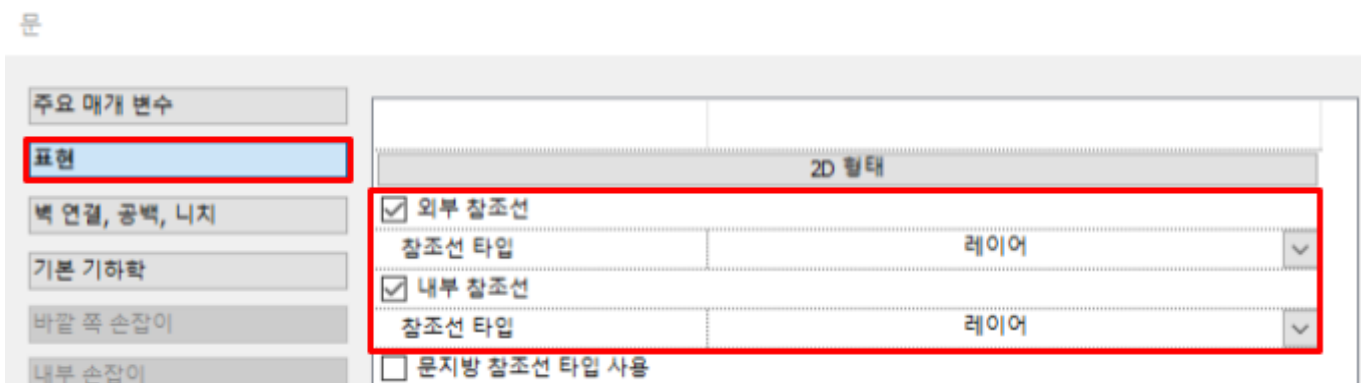 문
주요 매개 변수
표현
벽 연결, 공백, 니치
기본 기하학
바깥 쪽 손잡이
내부 손잡이
2D 형태
외부 참조선
참조선 타입 레이어
내부 참조선
참조선 타입 레이어
문지방 참조선 타입 사용